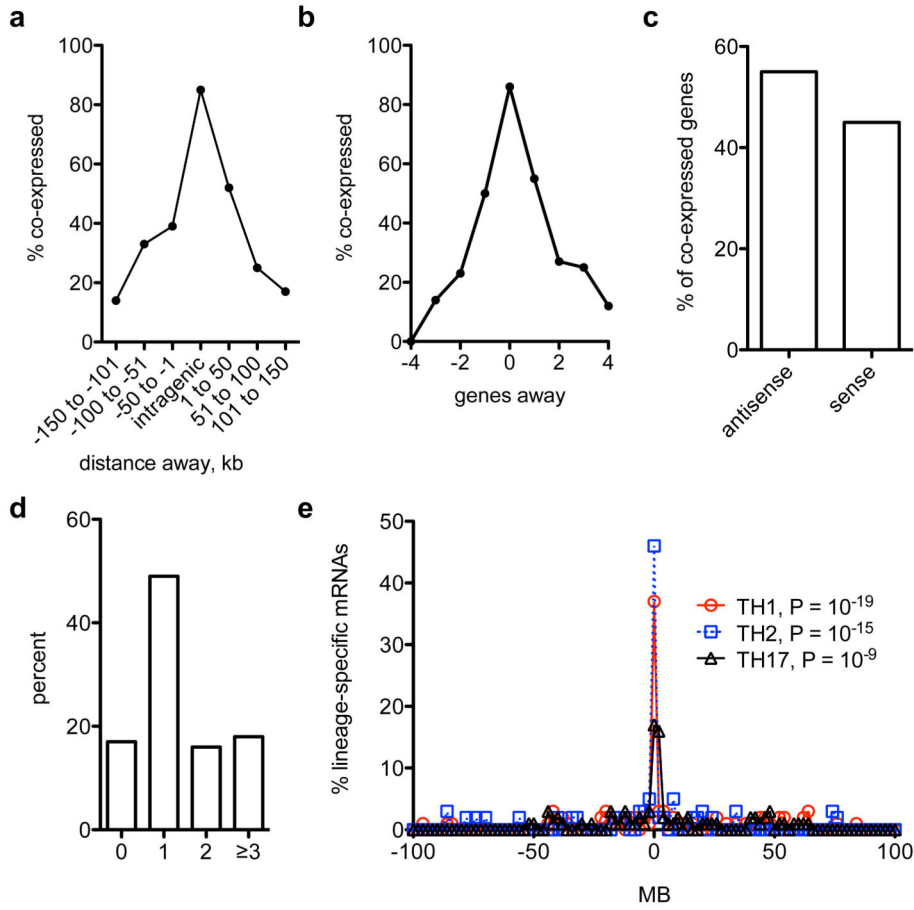 a
100
80
60
40
20
0
% co-expressed
-150 to -101
-100 to -51
-50 to -1
intragenic
1 to 50
51 to 100
101 to 150
distance away, kb
b
100
80
60
40
20
0
% co-expressed
-4 -2 0 2 4
genes away
c
60
40
20
0
% of co-expressed genes
antisense
sense
d
60
40
20
0
percent
0 1 2 ≥3
e
50
40
30
20
10
0
% lineage-specific mRNAs
TH1, P = 10-19
TH2, P = 10-15
TH17, P = 10-9
-100 -50 0 50 100
MB